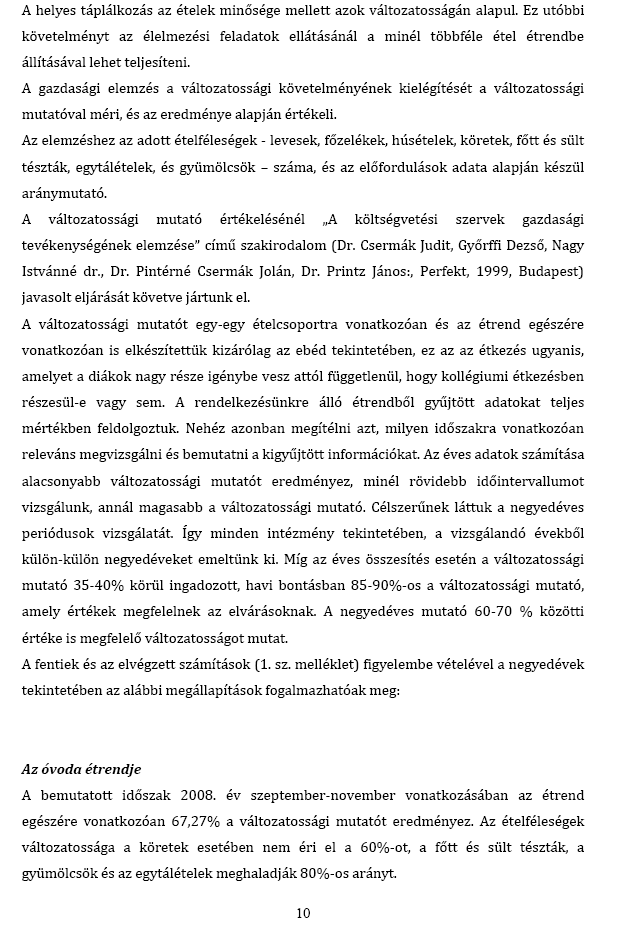 A helyes táplálkozás az ételek minősége mellett azok változatosságán alapul. Ez utóbbi
követelményt az élelmezési feladatok ellátásánál a minél többféle étel étrendbe
állításával lehet teljesíteni.
A gazdasági elemzés a változatossági követelményének kielégítését a változatossági
mutatóval méri, és az eredménye alapján értékeli.
Az elemzéshez az adott ételféleségek - levesek, főzelékek, húsételek, köretek, főtt és sült
tészták, egytálételek, és gyümölcsök – száma, és az előfordulások adata alapján készül
aránymutató.
A változatossági mutató értékelésénél „A költségvetési szervek gazdasági
tevékenységének elemzése” című szakirodalom (Dr. Csermák Judit, Győrffi Dezső, Nagy
Istvánné dr., Dr. Pintérné Csermák Jolán, Dr. Printz János:, Perfekt, 1999, Budapest)
javasolt eljárását követve jártunk el.
A változatossági mutatót egy-egy ételcsoportra vonatkozóan és az étrend egészére
vonatkozóan is elkészítettük kizárólag az ebéd tekintetében, ez az az étkezés ugyanis,
amelyet a diákok nagy része igénybe vesz attól függetlenül, hogy kollégiumi étkezésben
részesül-e vagy sem. A rendelkezésünkre álló étrendből gyűjtött adatokat teljes
mértékben feldolgoztuk. Nehéz azonban megítélni azt, milyen időszakra vonatkozóan
releváns megvizsgálni és bemutatni a kigyűjtött információkat. Az éves adatok számítása
alacsonyabb változatossági mutatót eredményez, minél rövidebb időintervallumot
vizsgálunk, annál magasabb a változatossági mutató. Célszerűnek láttuk a negyedéves
periódusok vizsgálatát. Így minden intézmény tekintetében, a vizsgálandó évekből
külön-külön negyedéveket emeltünk ki. Míg az éves összesítés esetén a változatossági
mutató 35-40% körül ingadozott, havi bontásban 85-90%-os a változatossági mutató,
amely értékek megfelelnek az elvárásoknak. A negyedéves mutató 60-70 % közötti
értéke is megfelelő változatosságot mutat.
A fentiek és az elvégzett számítások (1. sz. melléklet) figyelembe vételével a negyedévek
tekintetében az alábbi megállapítások fogalmazhatóak meg:
Az óvoda étrendje
A bemutatott időszak 2008. év szeptember-november vonatkozásában az étrend
egészére vonatkozóan 67,27% a változatossági mutatót eredményez. Az ételféleségek
változatossága a köretek esetében nem éri el a 60%-ot, a főtt és sült tészták, a
gyümölcsök és az egytálételek meghaladják 80%-os arányt.
10